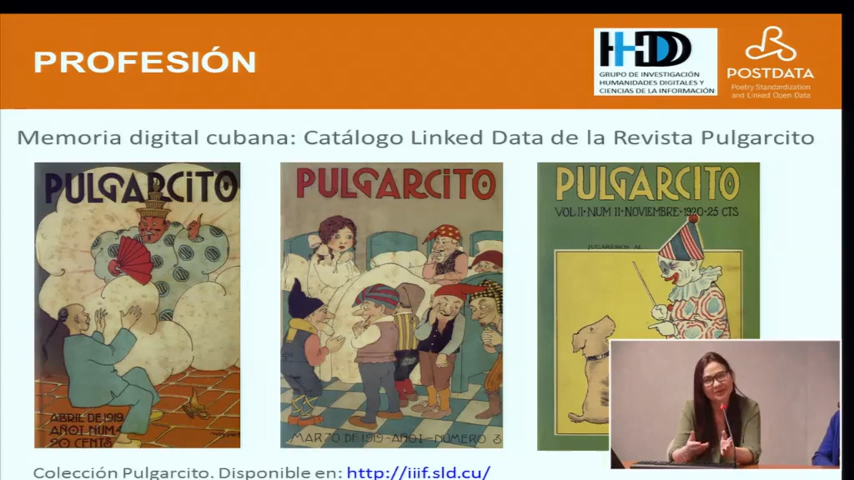 PROFESIÓN
GRUPO DE INVESTIGACIÓN
HUMANIDADES DIGITALES Y
CIENCIAS DE LA INFORMACIÓN
POSTDATA
Poetry Standardization
and Linked Open Data
Memoria digital cubana: Catálogo Linked Data de la Revista Pulgarcito
PULGARCiTO
ABRIL DE 1919
AÑO I NUM
20 CENTS
PULGARCiTO
MARZO DE 1919-AÑO I-NÚMERO 3
PULGARCITO
VOL II·NUM 11·NOVIEMBRE·1920·25 CTS
Colección Pulgarcito. Disponible en: http://iiif.sld.cu/